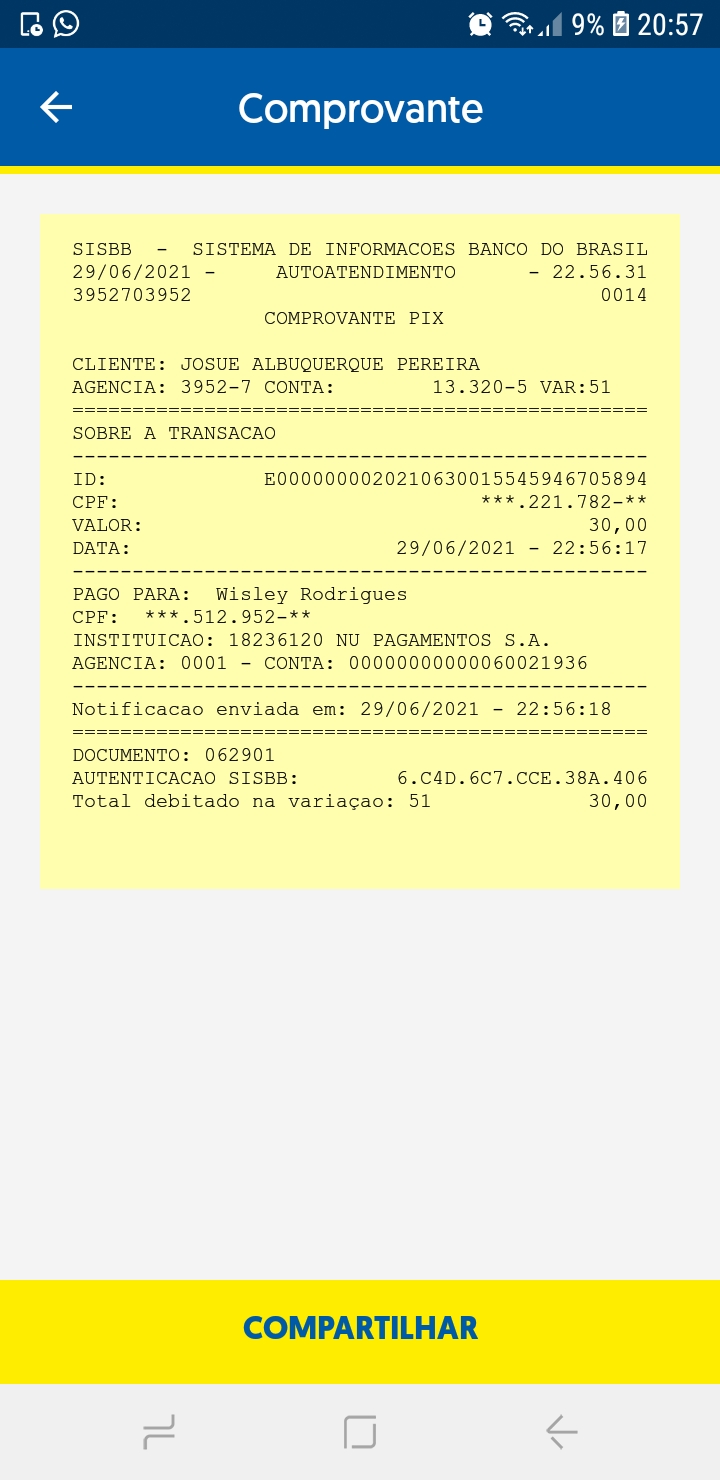 9% 20:57
Comprovante
SISBB - SISTEMA DE INFORMACOES BANCO DO BRASIL
29/06/2021 - AUTOATENDIMENTO - 22.56.31
3952703952 0014
COMPROVANTE PIX
CLIENTE: JOSUE ALBUQUERQUE PEREIRA
AGENCIA: 3952-7 CONTA: 13.320-5 VAR:51
================================================
SOBRE A TRANSACAO
------------------------------------------------
ID: E0000000020210630015545946705894
CPF: ***.221.782-**
VALOR: 30,00
DATA: 29/06/2021 - 22:56:17
------------------------------------------------
PAGO PARA: Wisley Rodrigues
CPF: ***.512.952-**
INSTITUICAO: 18236120 NU PAGAMENTOS S.A.
AGENCIA: 0001 - CONTA: 00000000000060021936
------------------------------------------------
Notificacao enviada em: 29/06/2021 - 22:56:18
================================================
DOCUMENTO: 062901
AUTENTICACAO SISBB: 6.C4D.6C7.CCE.38A.406
Total debitado na variaçao: 51 30,00
COMPARTILHAR